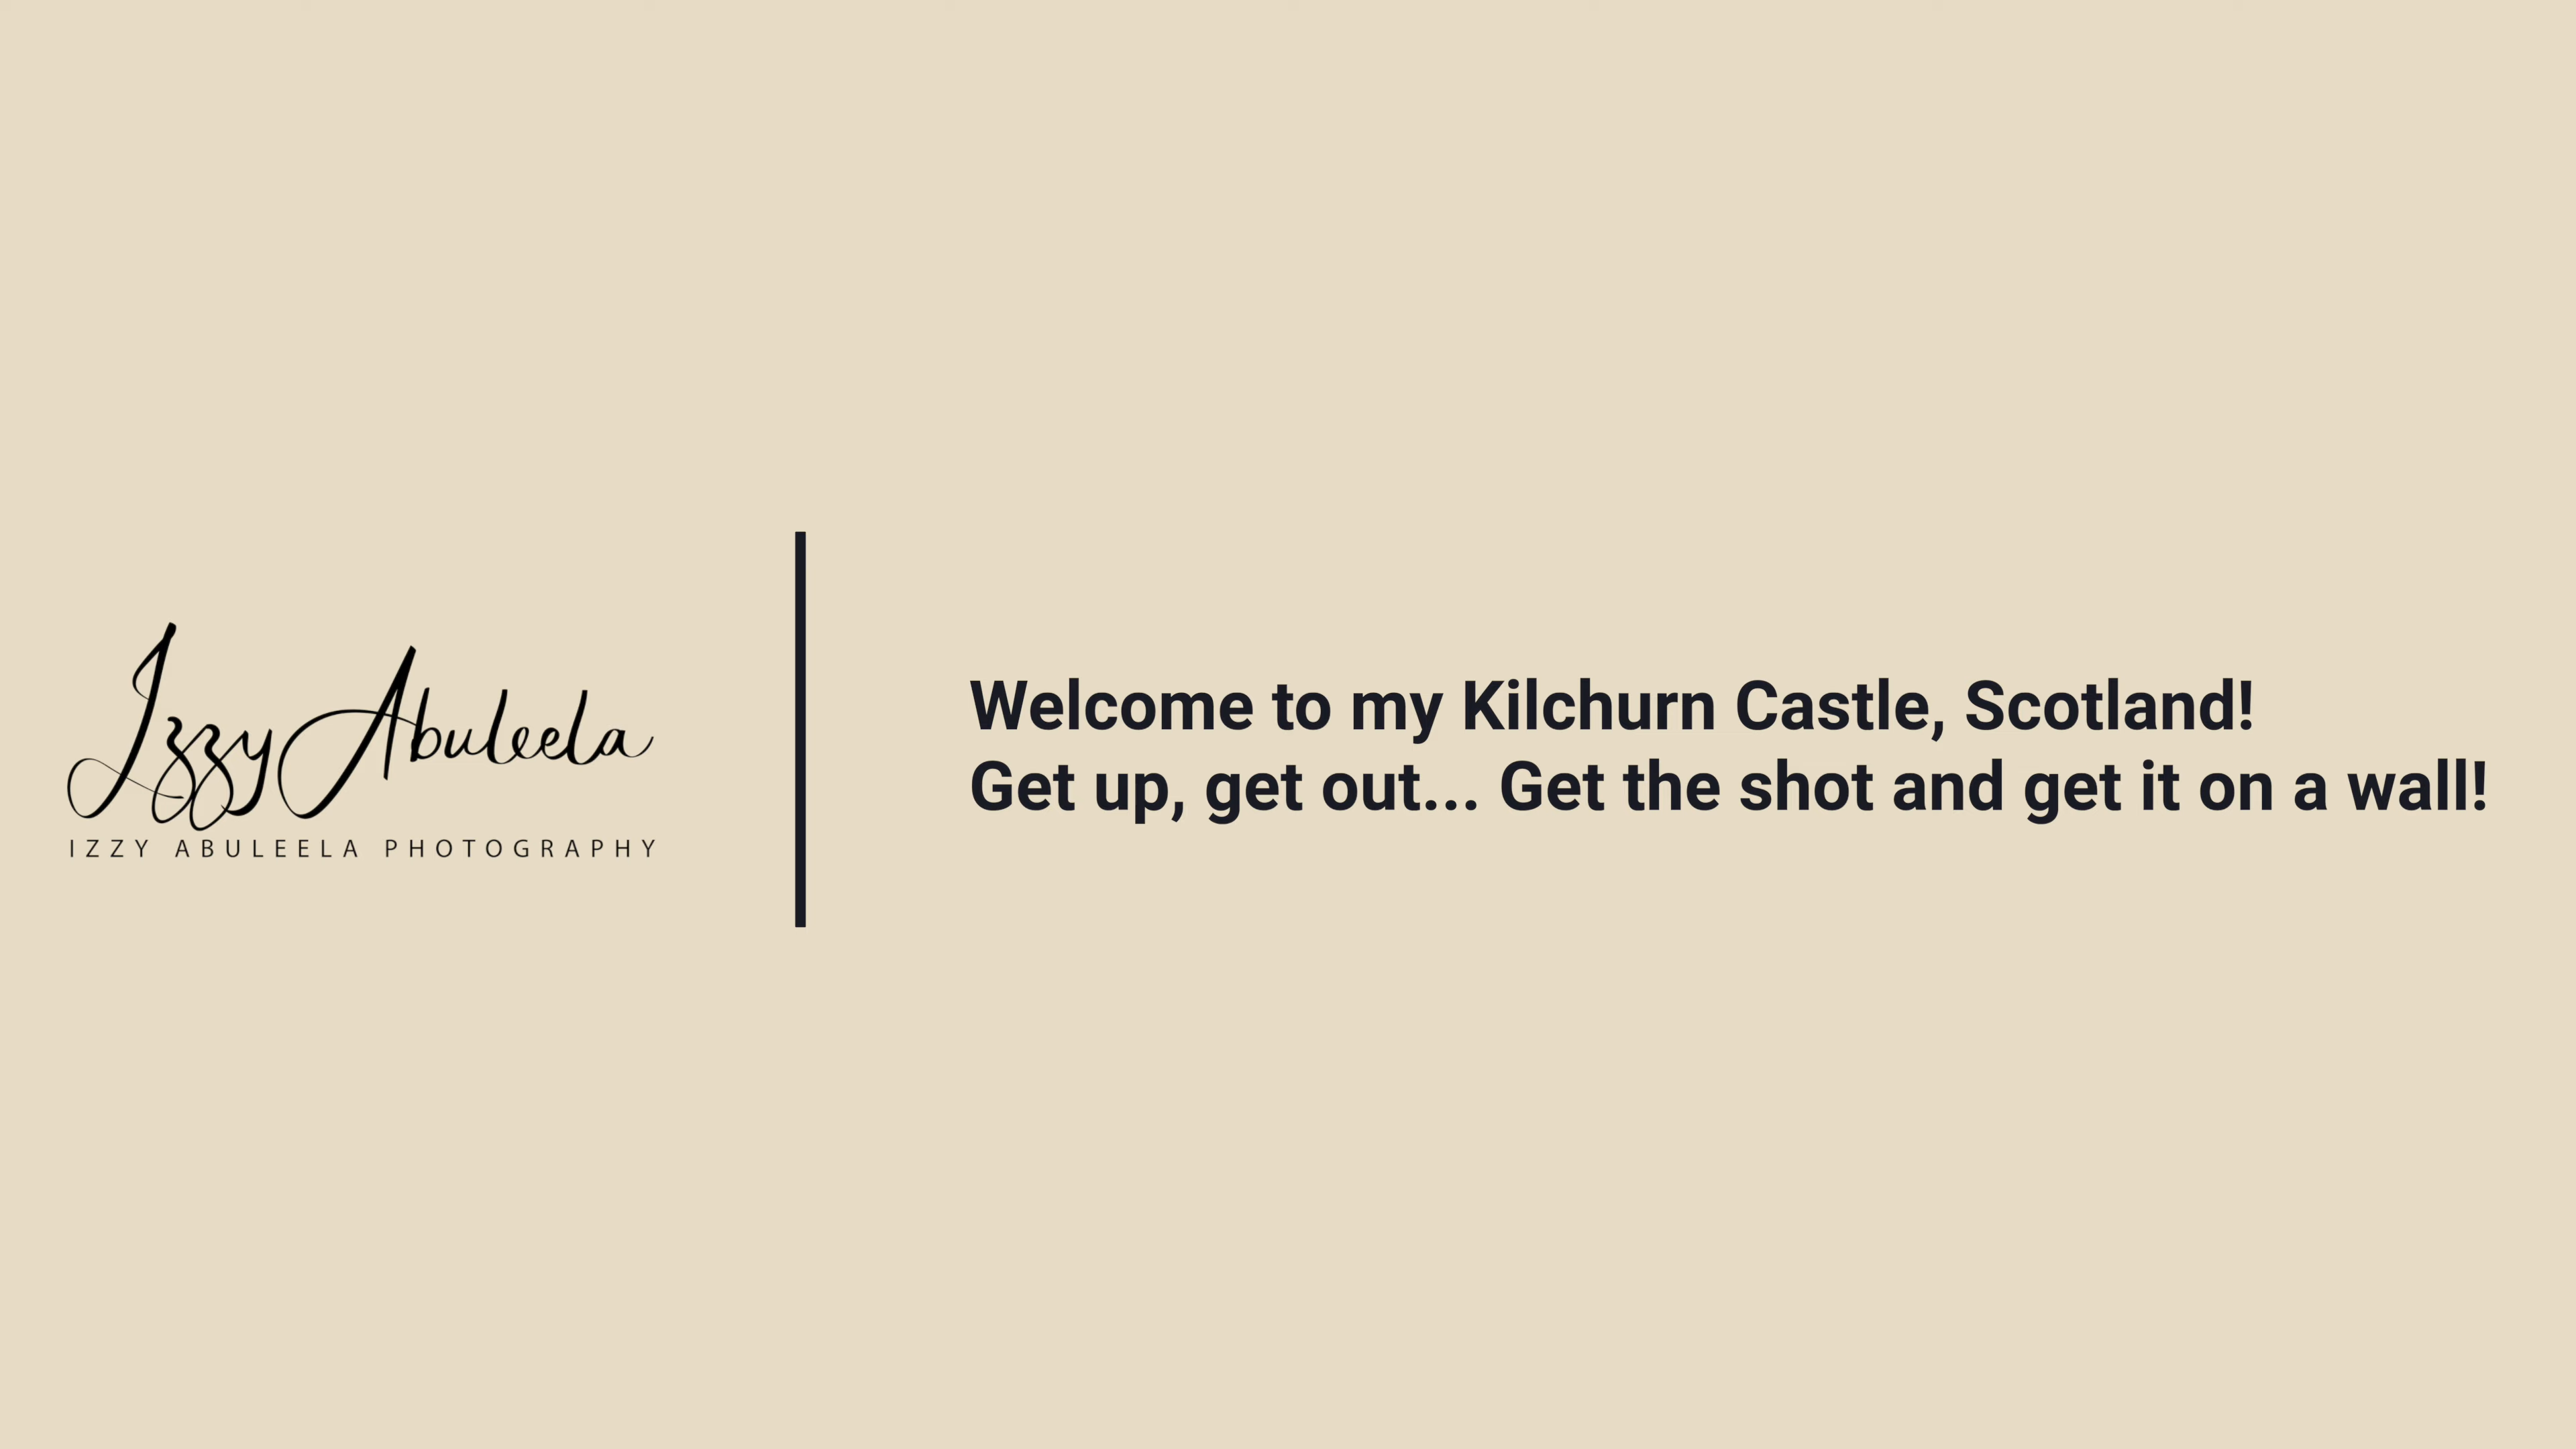 Izzy Abuleela
IZZY ABULEELA PHOTOGRAPHY
Welcome to my Kilchurn Castle, Scotland!
Get up, get out... Get the shot and get it on a wall!